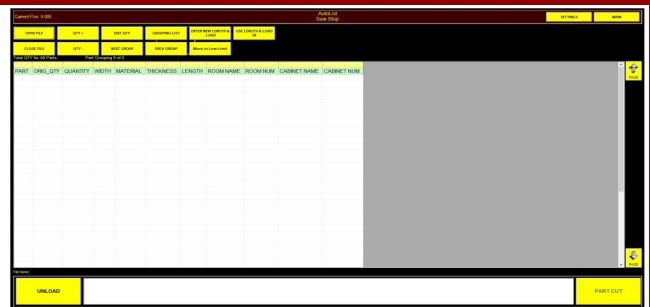 Current Pos: 0.000
AutoList
Saw Stop
SETTINGS
MAIN
OPEN FILE
QTY +
EDIT QTY
GROUPING LIST
ENTER NEW LENGTH & LOAD
USE LENGTH & LOAD ID
CLOSE FILE
QTY -
NEXT GROUP
PREV GROUP
Move to Low Limit
Total QTY for All Parts:
Part Grouping 0 of 0
PART ORIG_QTY QUANTITY WIDTH MATERIAL THICKNESS LENGTH ROOM NAME ROOM NUM CABINET NAME CABINET NUM
PAGE
PAGE
File Name:
UNLOAD
PART CUT